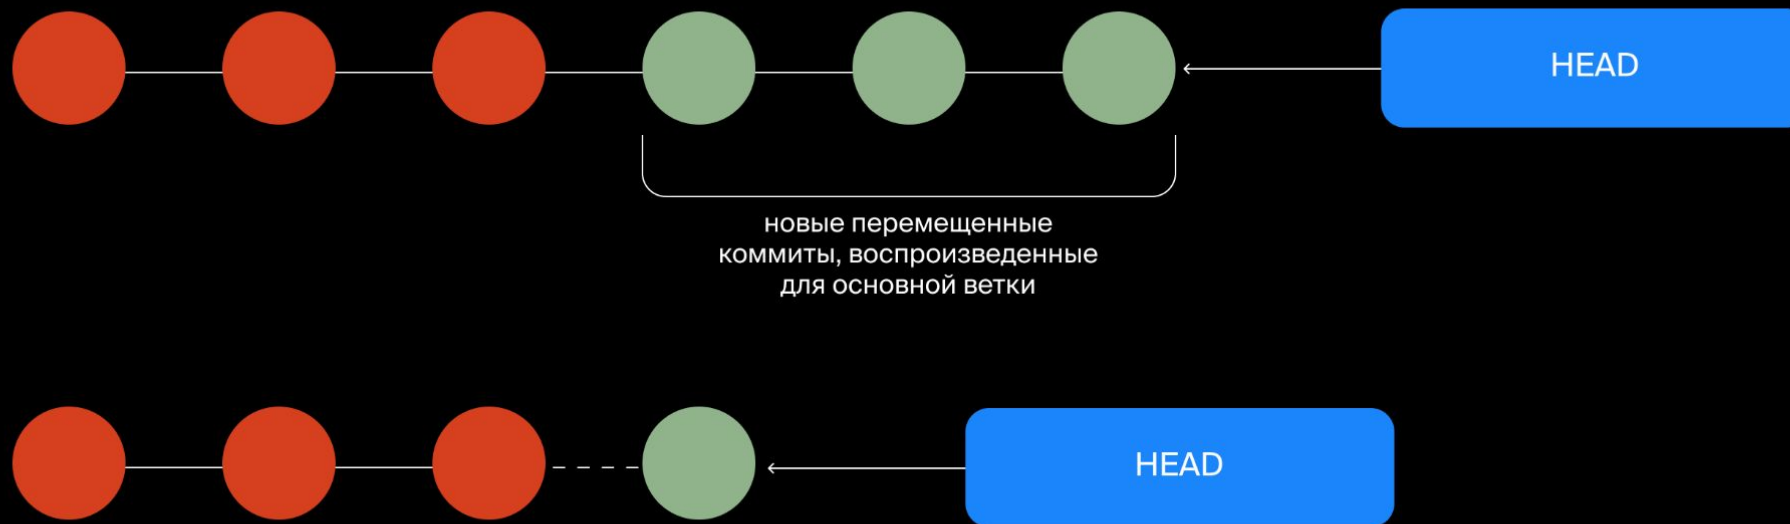 HEAD
новые перемещенные
коммиты, воспроизведенные
для основной ветки
HEAD